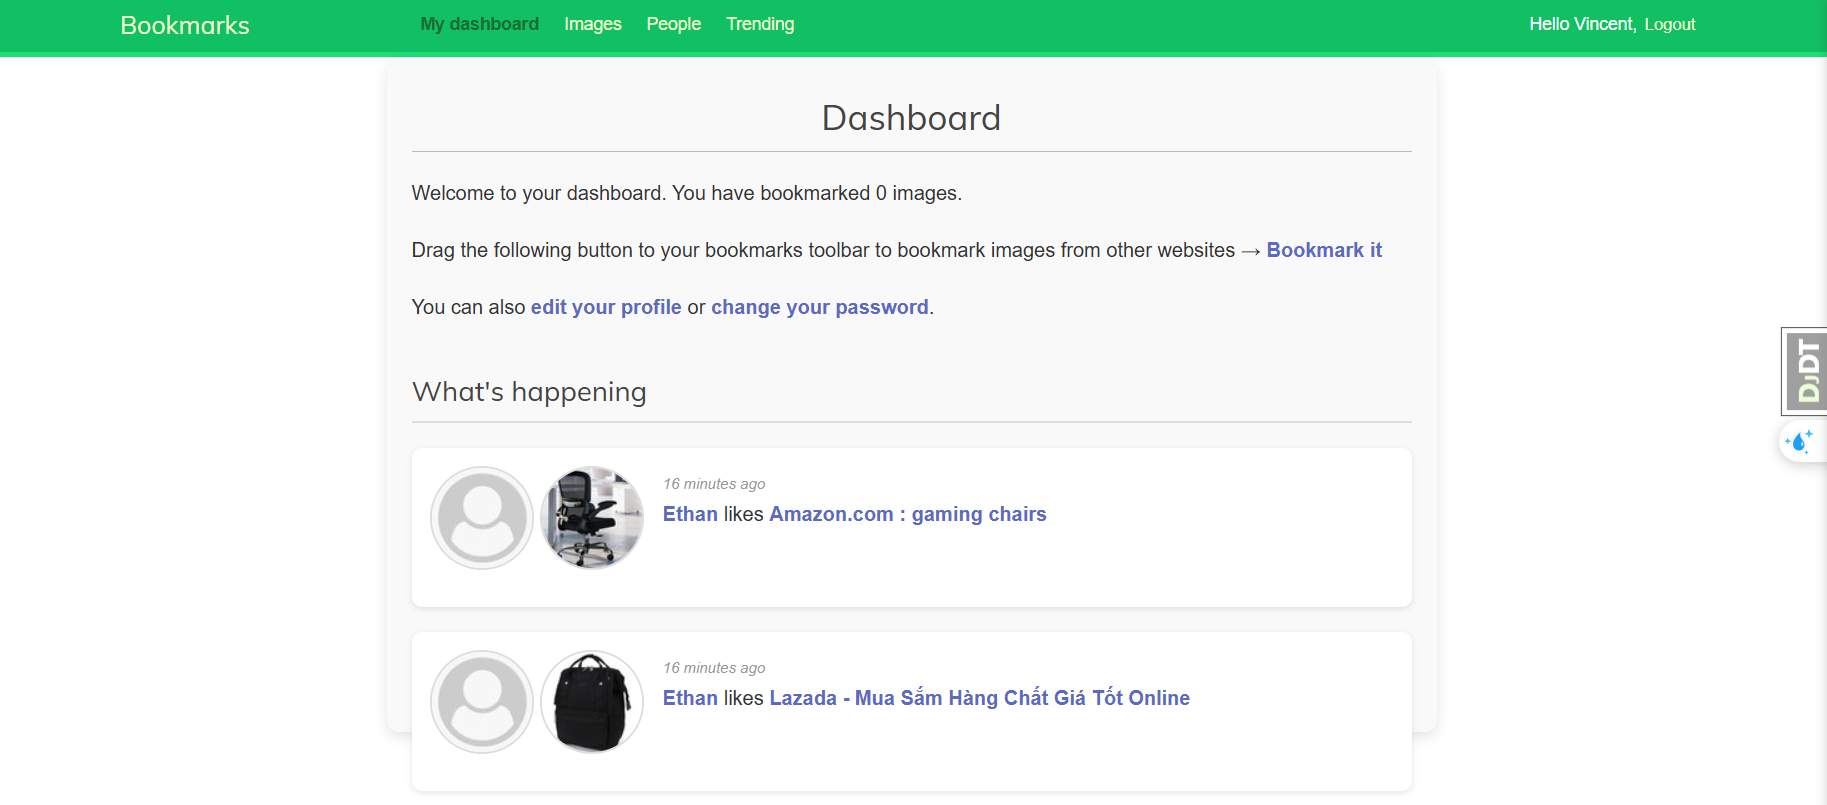 Bookmarks
My dashboard Images People Trending
Hello Vincent, Logout
Dashboard
Welcome to your dashboard. You have bookmarked 0 images.
Drag the following button to your bookmarks toolbar to bookmark images from other websites → Bookmark it
You can also edit your profile or change your password.
DjDT
What's happening
16 minutes ago
Ethan likes Amazon.com : gaming chairs
16 minutes ago
Ethan likes Lazada - Mua Sắm Hàng Chất Giá Tốt Online